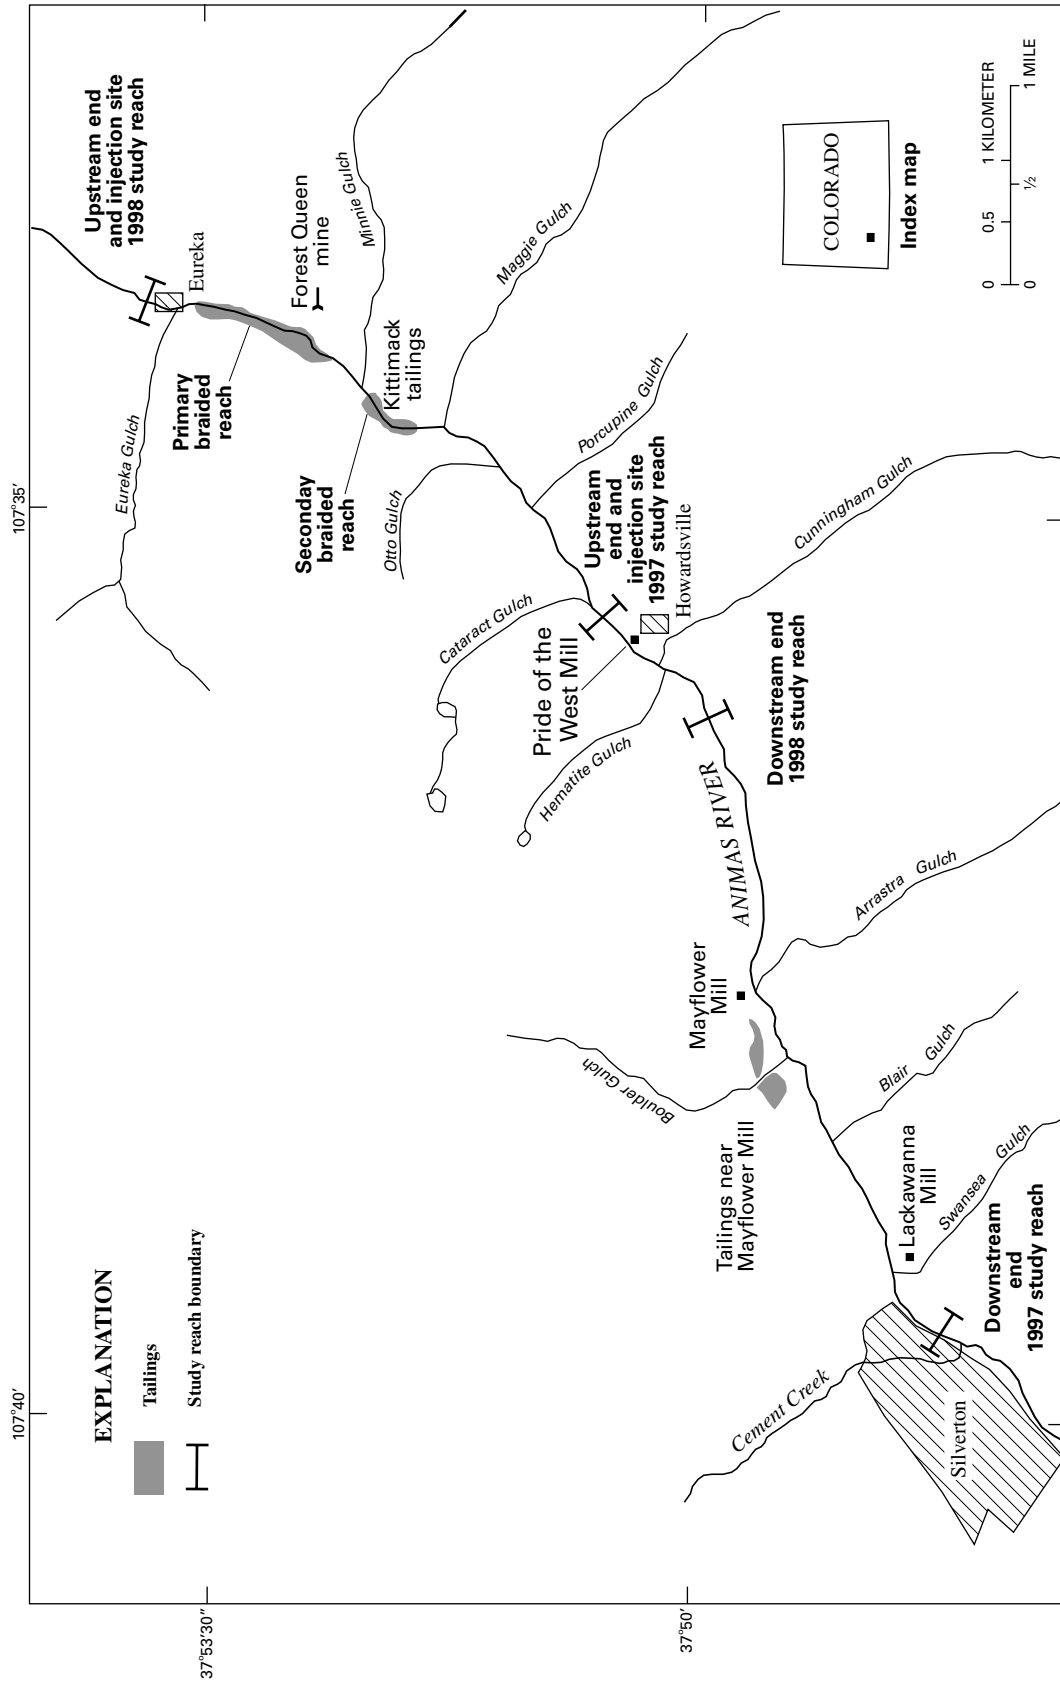 107°40′
107°35′
37°53′30″
37°50′
EXPLANATION
Tailings
Study reach boundary
Upstream end
and injection site
1998 study reach
Eureka
Eureka Gulch
Primary
braided
reach
Forest Queen
mine
Minnie Gulch
Seconday
braided
reach
Kittimack
tailings
Maggie Gulch
Otto Gulch
Porcupine Gulch
Upstream
end and
injection site
1997 study reach
Cataract Gulch
Howardsville
Pride of the
West Mill
Cunningham Gulch
Hematite Gulch
Downstream end
1998 study reach
ANIMAS RIVER
Arrastra Gulch
Mayflower
Mill
Boulder Gulch
Tailings near
Mayflower Mill
Blair Gulch
Lackawanna
Mill
Swansea Gulch
Downstream
end
1997 study reach
Cement Creek
Silverton
COLORADO
Index map
0 0.5 1 KILOMETER
0 ½ 1 MILE